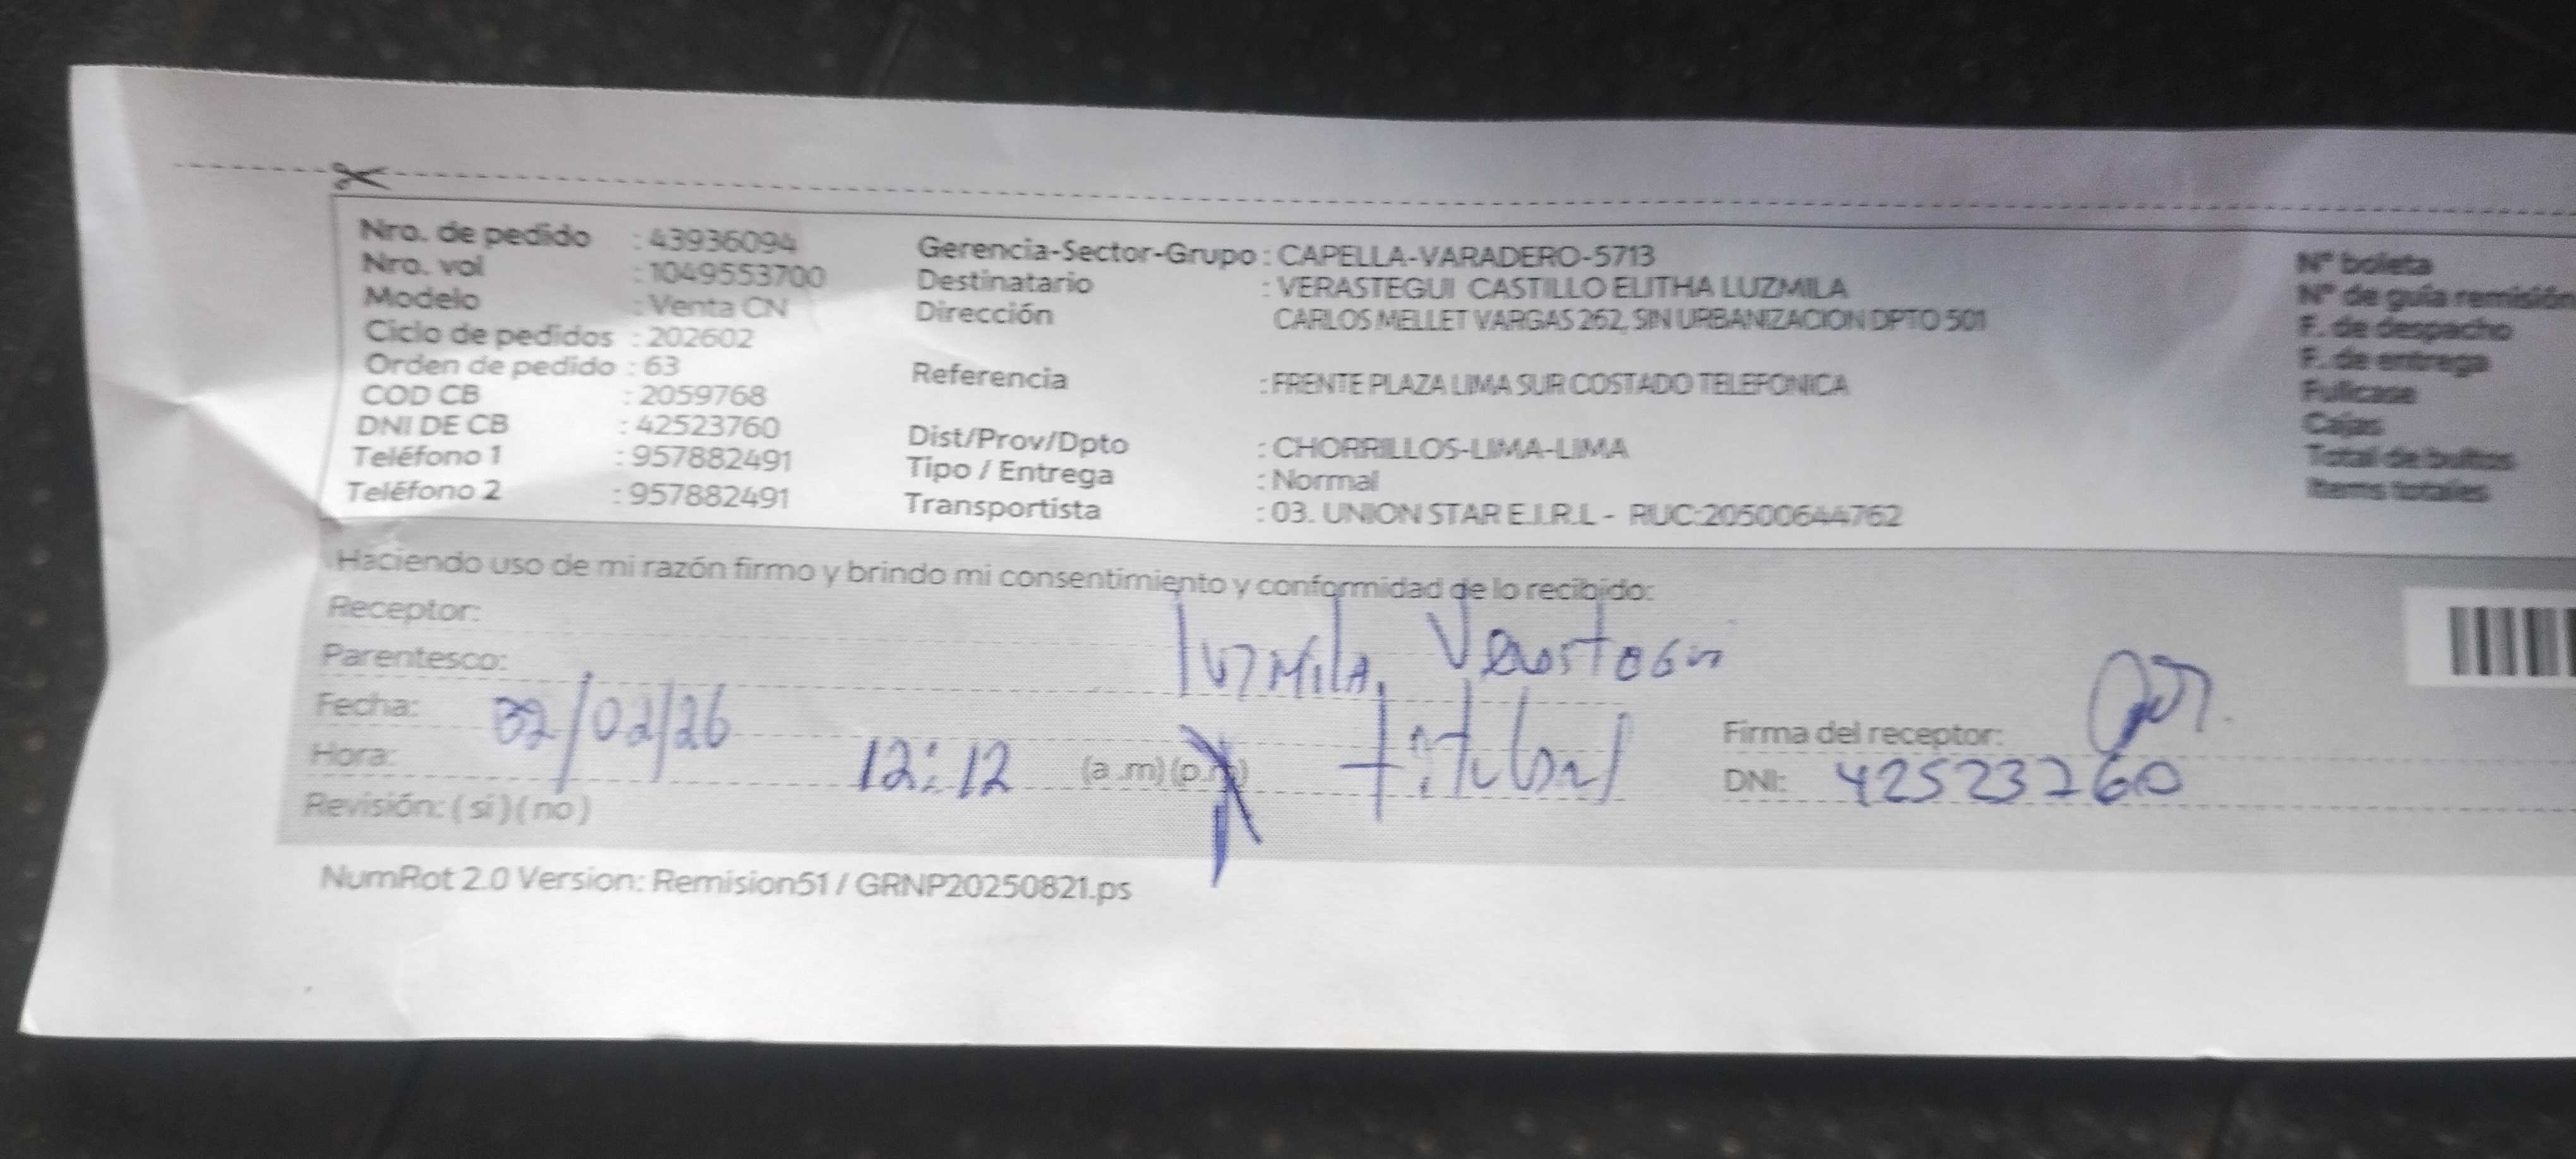 Nro. de pedido : 43936094
Nro. vol : 1049553700
Modelo : Venta CN
Ciclo de pedidos : 202602
Orden de pedido : 63
COD CB : 2059768
DNI DE CB : 42523760
Teléfono 1 : 957882491
Teléfono 2 : 957882491
Gerencia-Sector-Grupo : CAPELLA-VARADERO-5713
Destinatario : VERASTEGUI CASTILLO ELITHA LUZMILA
Dirección CARLOS MELLET VARGAS 262, SIN URBANIZACION DPTO 501
Referencia : FRENTE PLAZA LIMA SUR COSTADO TELEFONICA
Dist/Prov/Dpto : CHORRILLOS-LIMA-LIMA
Tipo / Entrega : Normal
Transportista : 03. UNION STAR E.I.R.L - RUC:20500644762
N° boleta
N° de guía remisión
F. de despacho
F. de entrega
Fullcase
Cajas
Total de bultos
Items totales
Haciendo uso de mi razón firmo y brindo mi consentimiento y conformidad de lo recibido:
Receptor: luzMila,
Parentesco:
Fecha: 02/02/26
Hora: 12:12 (a .m) (p.m)
Revisión: ( sí ) ( no )
Firma del receptor:
DNI: 42523760
NumRot 2.0 Version: Remision51 / GRNP20250821.ps